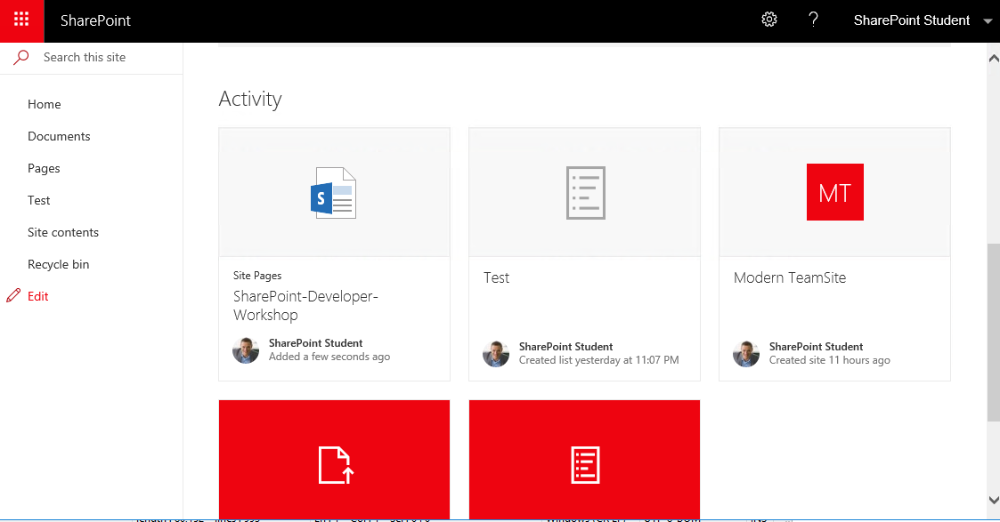 SharePoint
? SharePoint Student
Search this site
Home
Documents
Pages
Test
Site contents
Recycle bin
Edit
Activity
S
Site Pages
SharePoint-Developer-
Workshop
SharePoint Student
Added a few seconds ago
Test
SharePoint Student
Created list yesterday at 11:07 PM
MT
Modern TeamSite
SharePoint Student
Created site 11 hours ago